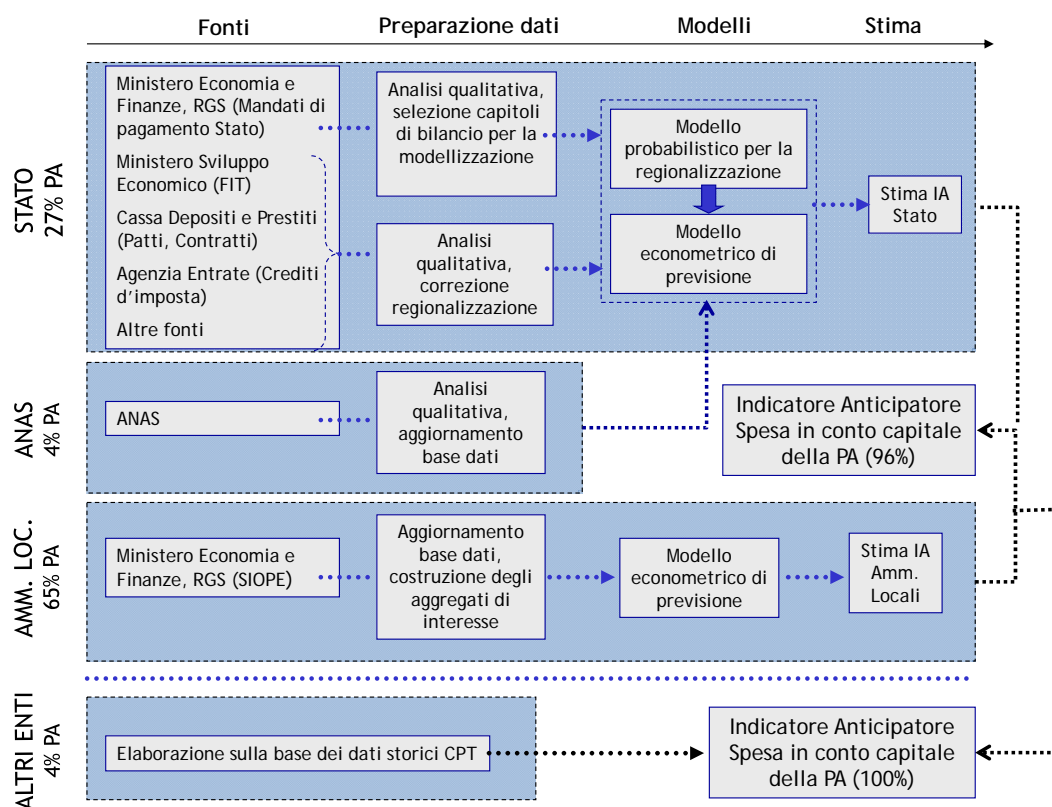 Fonti
Preparazione dati
Modelli
Stima
STATO
27% PA
Ministero Economia e
Finanze, RGS (Mandati di
pagamento Stato)
Ministero Sviluppo
Economico (FIT)
Cassa Depositi e Prestiti
(Patti, Contratti)
Agenzia Entrate (Crediti
d'imposta)
Altre fonti
Analisi qualitativa,
selezione capitoli
di bilancio per la
modellizzazione
Analisi
qualitativa,
correzione
regionalizzazione
Modello
probabilistico per la
regionalizzazione
Modello
econometrico di
previsione
Stima IA
Stato
ANAS
4% PA
ANAS
Analisi
qualitativa,
aggiornamento
base dati
Indicatore Anticipatore
Spesa in conto capitale
della PA (96%)
AMM. LOC.
65% PA
Ministero Economia e
Finanze, RGS (SIOPE)
Aggiornamento
base dati,
costruzione degli
aggregati di
interesse
Modello
econometrico di
previsione
Stima IA
Amm.
Locali
ALTRI ENTI
4% PA
Elaborazione sulla base dei dati storici CPT
Indicatore Anticipatore
Spesa in conto capitale
della PA (100%)